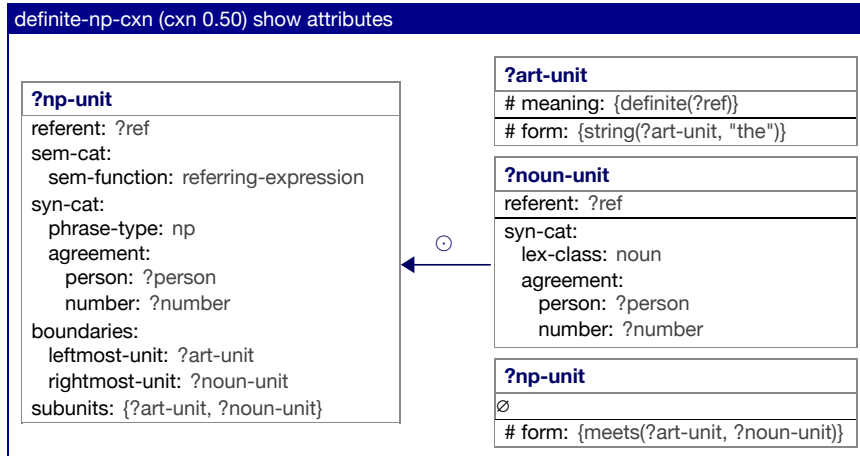 definite-np-cxn (cxn 0.50) show attributes
?np-unit
referent: ?ref
sem-cat:
sem-function: referring-expression
syn-cat:
phrase-type: np
agreement:
person: ?person
number: ?number
boundaries:
leftmost-unit: ?art-unit
rightmost-unit: ?noun-unit
subunits: {?art-unit, ?noun-unit}
⊙
?art-unit
# meaning: {definite(?ref)}
# form: {string(?art-unit, "the")}
?noun-unit
referent: ?ref
syn-cat:
lex-class: noun
agreement:
person: ?person
number: ?number
?np-unit
∅
# form: {meets(?art-unit, ?noun-unit)}